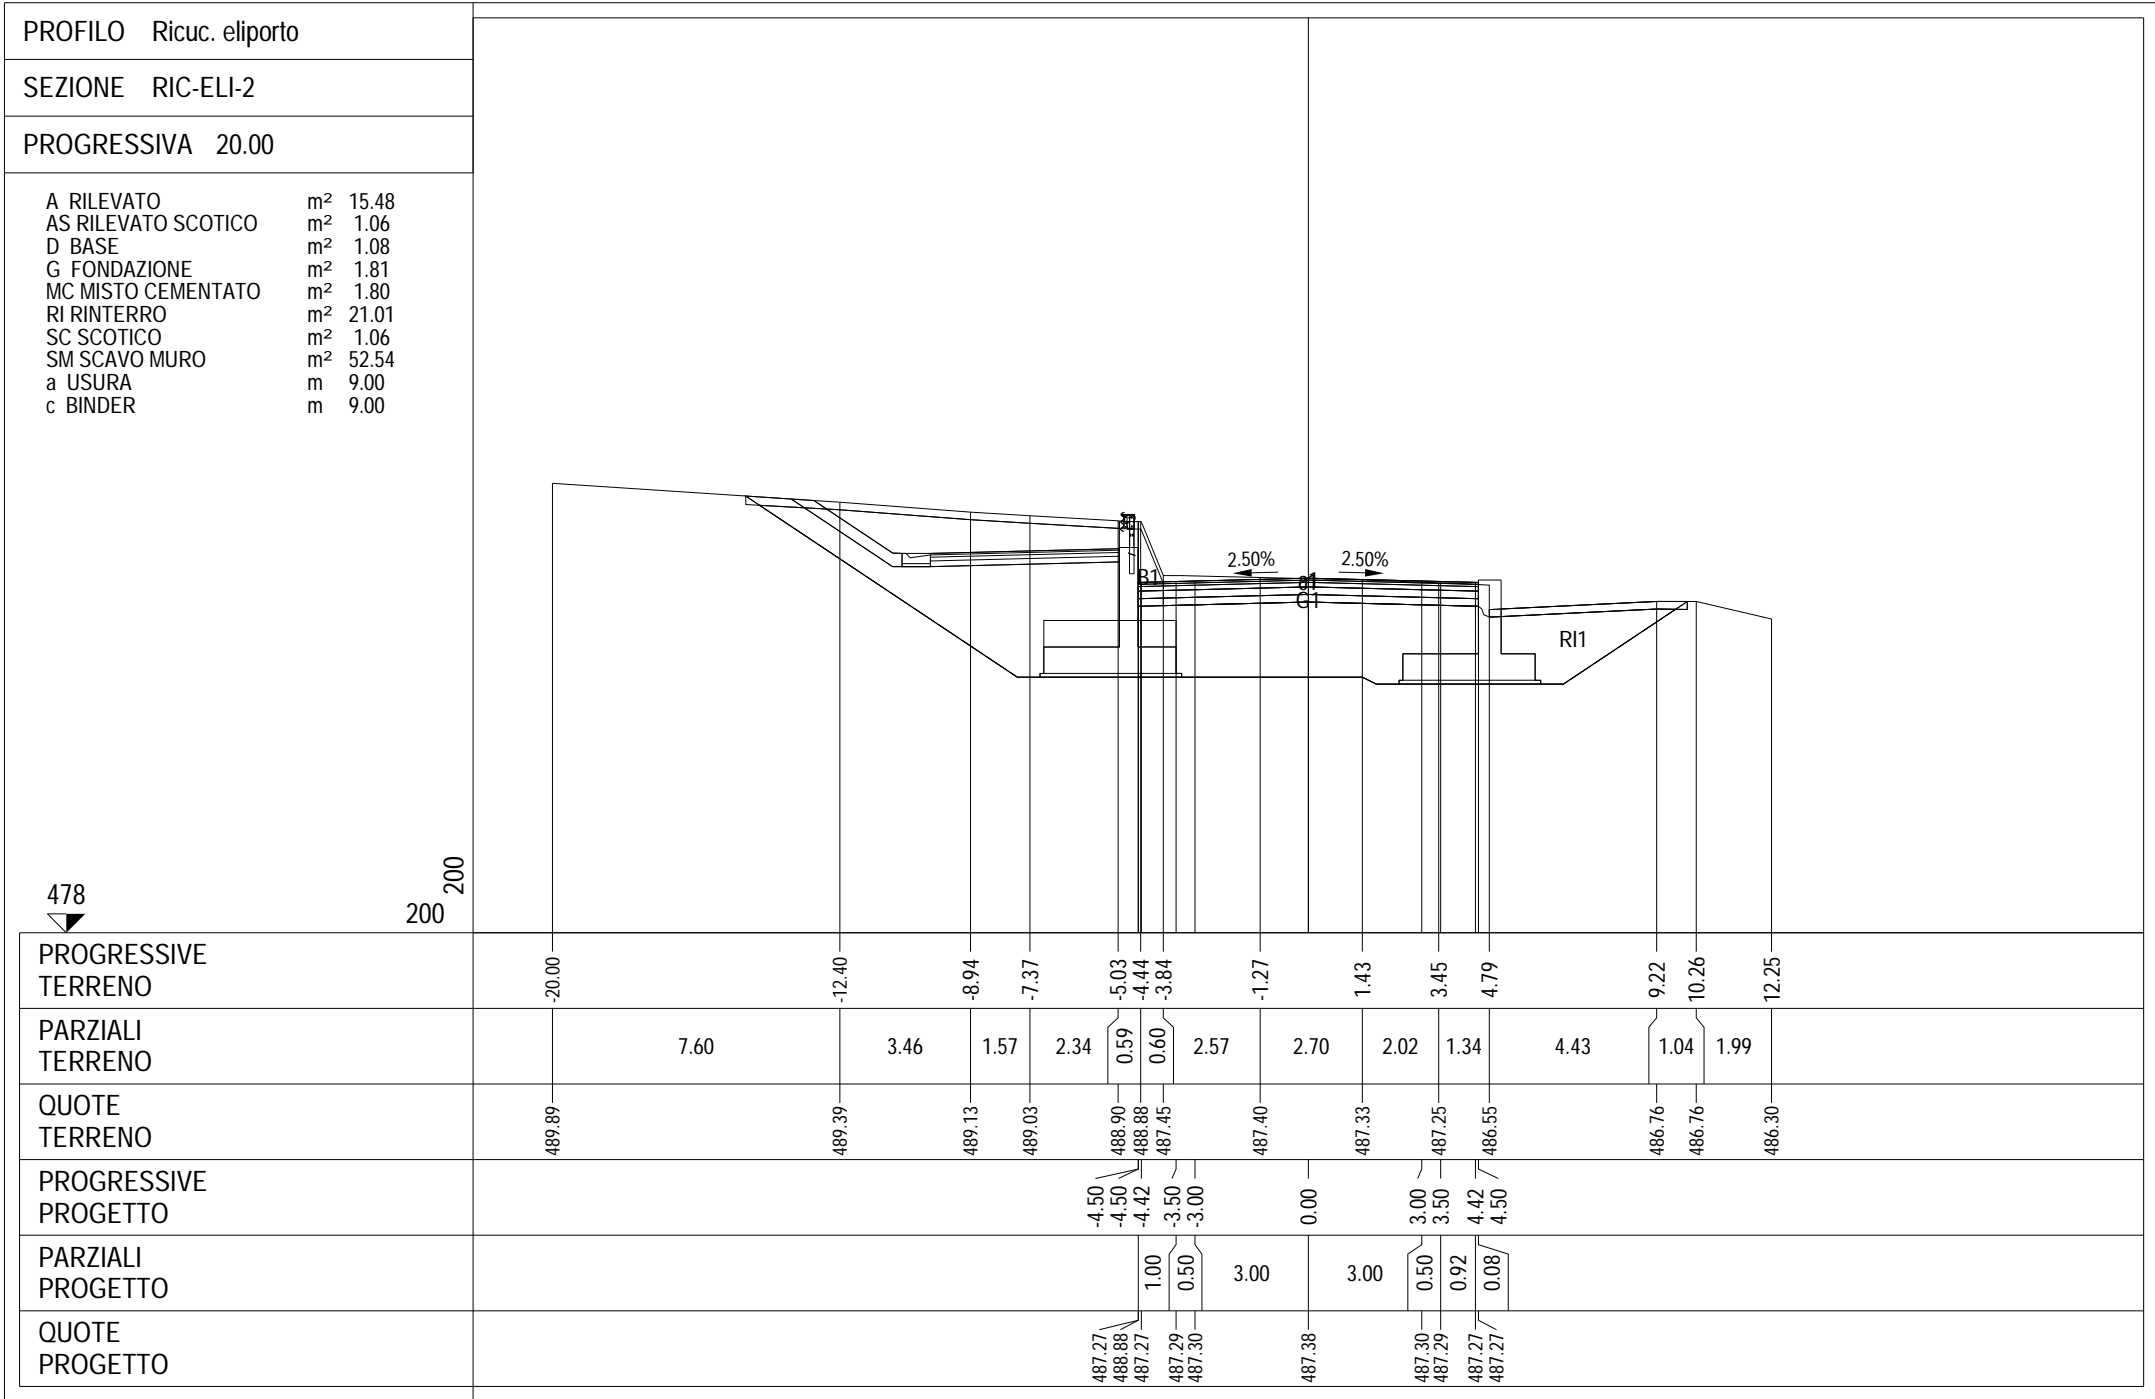 PROFILO Ricuc. eliporto
SEZIONE RIC-ELI-2
PROGRESSIVA 20.00
A RILEVATO m² 15.48
AS RILEVATO SCOTICO m² 1.06
D BASE m² 1.08
G FONDAZIONE m² 1.81
MC MISTO CEMENTATO m² 1.80
RI RINTERRO m² 21.01
SC SCOTICO m² 1.06
SM SCAVO MURO m² 52.54
a USURA m 9.00
c BINDER m 9.00
2.50% 2.50%
B1
G1
RI1
478
200
200
PROGRESSIVE
TERRENO
-20.00 -12.40 -8.94 -7.37 -5.03 -4.44 -3.84 -1.27 1.43 3.45 4.79 9.22 10.26 12.25
PARZIALI
TERRENO
7.60 3.46 1.57 2.34 0.59 0.60 2.57 2.70 2.02 1.34 4.43 1.04 1.99
QUOTE
TERRENO
489.89 489.39 489.13 489.03 488.90 488.88 487.45 487.40 487.33 487.25 486.55 486.76 486.76 486.30
PROGRESSIVE
PROGETTO
-4.50 -4.50 -4.42 -3.50 -3.00 0.00 3.00 3.50 4.42 4.50
PARZIALI
PROGETTO
1.00 0.50 3.00 3.00 0.50 0.92 0.08
QUOTE
PROGETTO
487.27 488.88 487.27 487.29 487.30 487.38 487.30 487.29 487.27 487.27